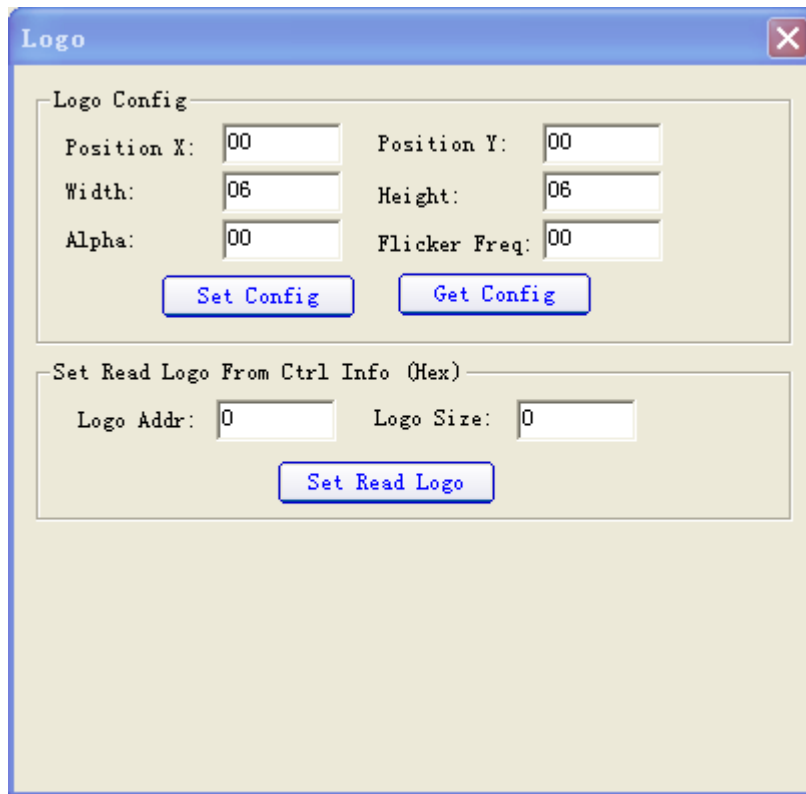 Logo
Logo Config
Position X: 00 Position Y: 00
Width: 06 Height: 06
Alpha: 00 Flicker Freq: 00
Set Config Get Config
Set Read Logo From Ctrl Info (Hex)
Logo Addr: 0 Logo Size: 0
Set Read Logo